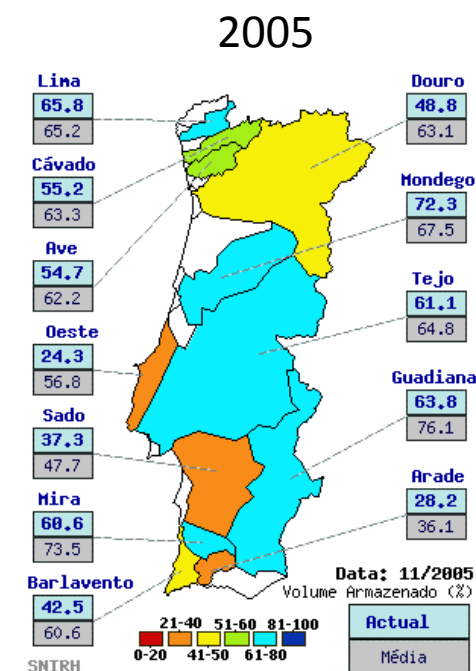 2005
Lima
65.8
65.2
Cávado
55.2
63.3
Ave
54.7
62.2
Oeste
24.3
56.8
Sado
37.3
47.7
Mira
60.6
73.5
Barlavento
42.5
60.6
Douro
48.8
63.1
Mondego
72.3
67.5
Tejo
61.1
64.8
Guadiana
63.8
76.1
Arade
28.2
36.1
Data: 11/2005
Volume Armazenado (%)
21-40 51-60 81-100
0-20 41-50 61-80
Actual
Média
SNIRH